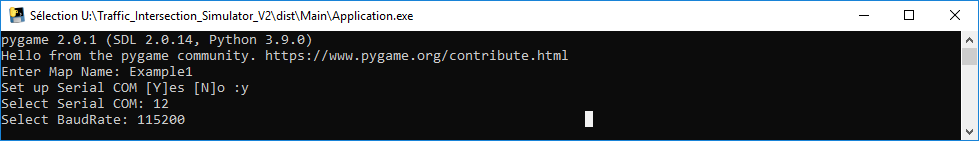 Sélection U:\Traffic_Intersection_Simulator_V2\dist\Main\Application.exe
pygame 2.0.1 (SDL 2.0.14, Python 3.9.0)
Hello from the pygame community. https://www.pygame.org/contribute.html
Enter Map Name: Example1
Set up Serial COM [Y]es [N]o :y
Select Serial COM: 12
Select BaudRate: 115200